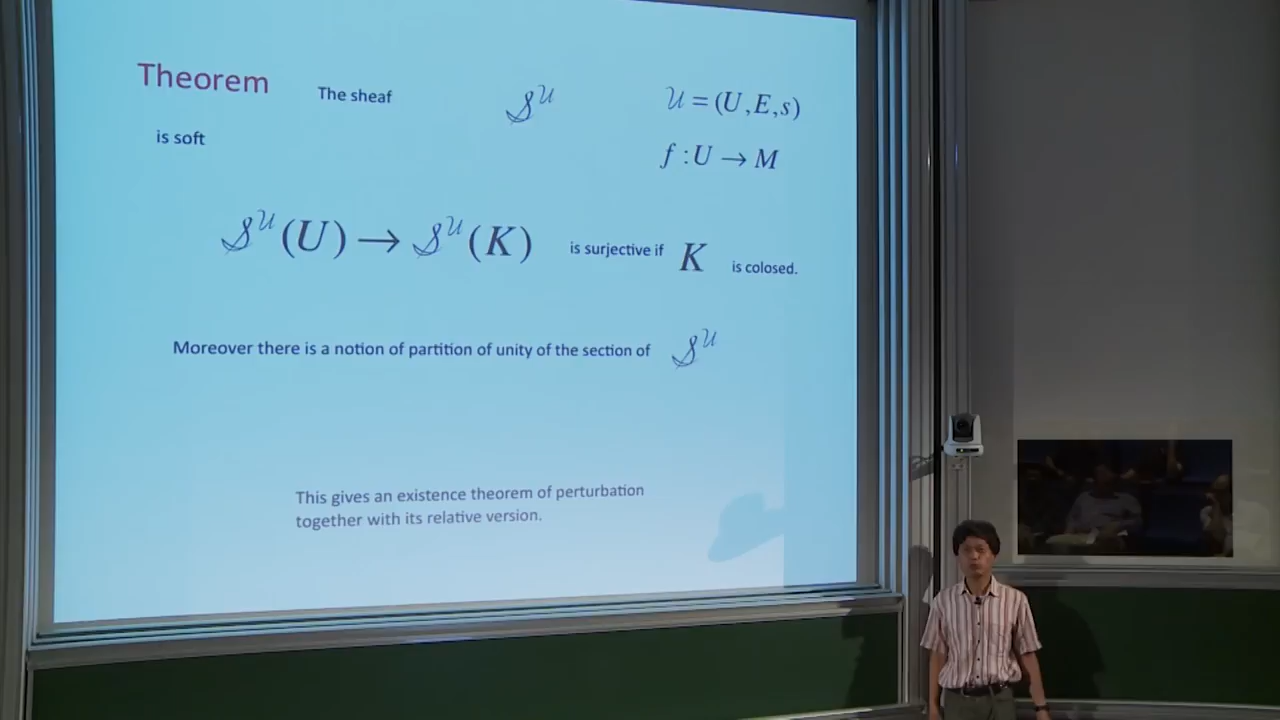 Theorem The sheaf 𝒮^𝒰 𝒰 = (U, E, s)
is soft f : U → M
𝒮^𝒰(U) → 𝒮^𝒰(K) is surjective if K is colosed.
Moreover there is a notion of partition of unity of the section of 𝒮^𝒰
This gives an existence theorem of perturbation
together with its relative version.